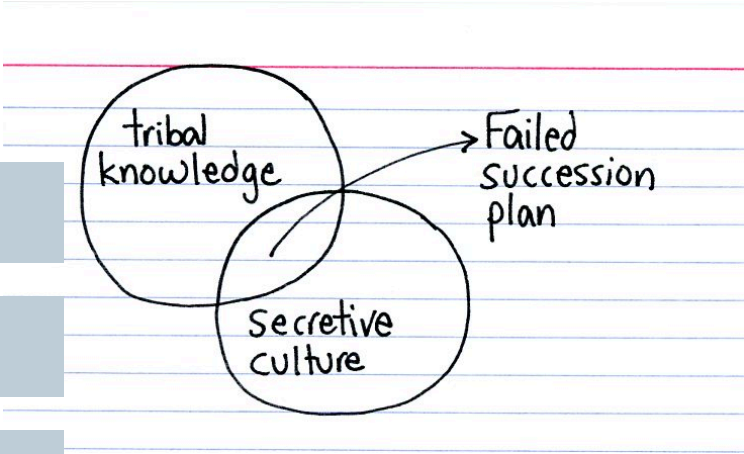 tribal
knowledge
Failed
succession
plan
secretive
culture